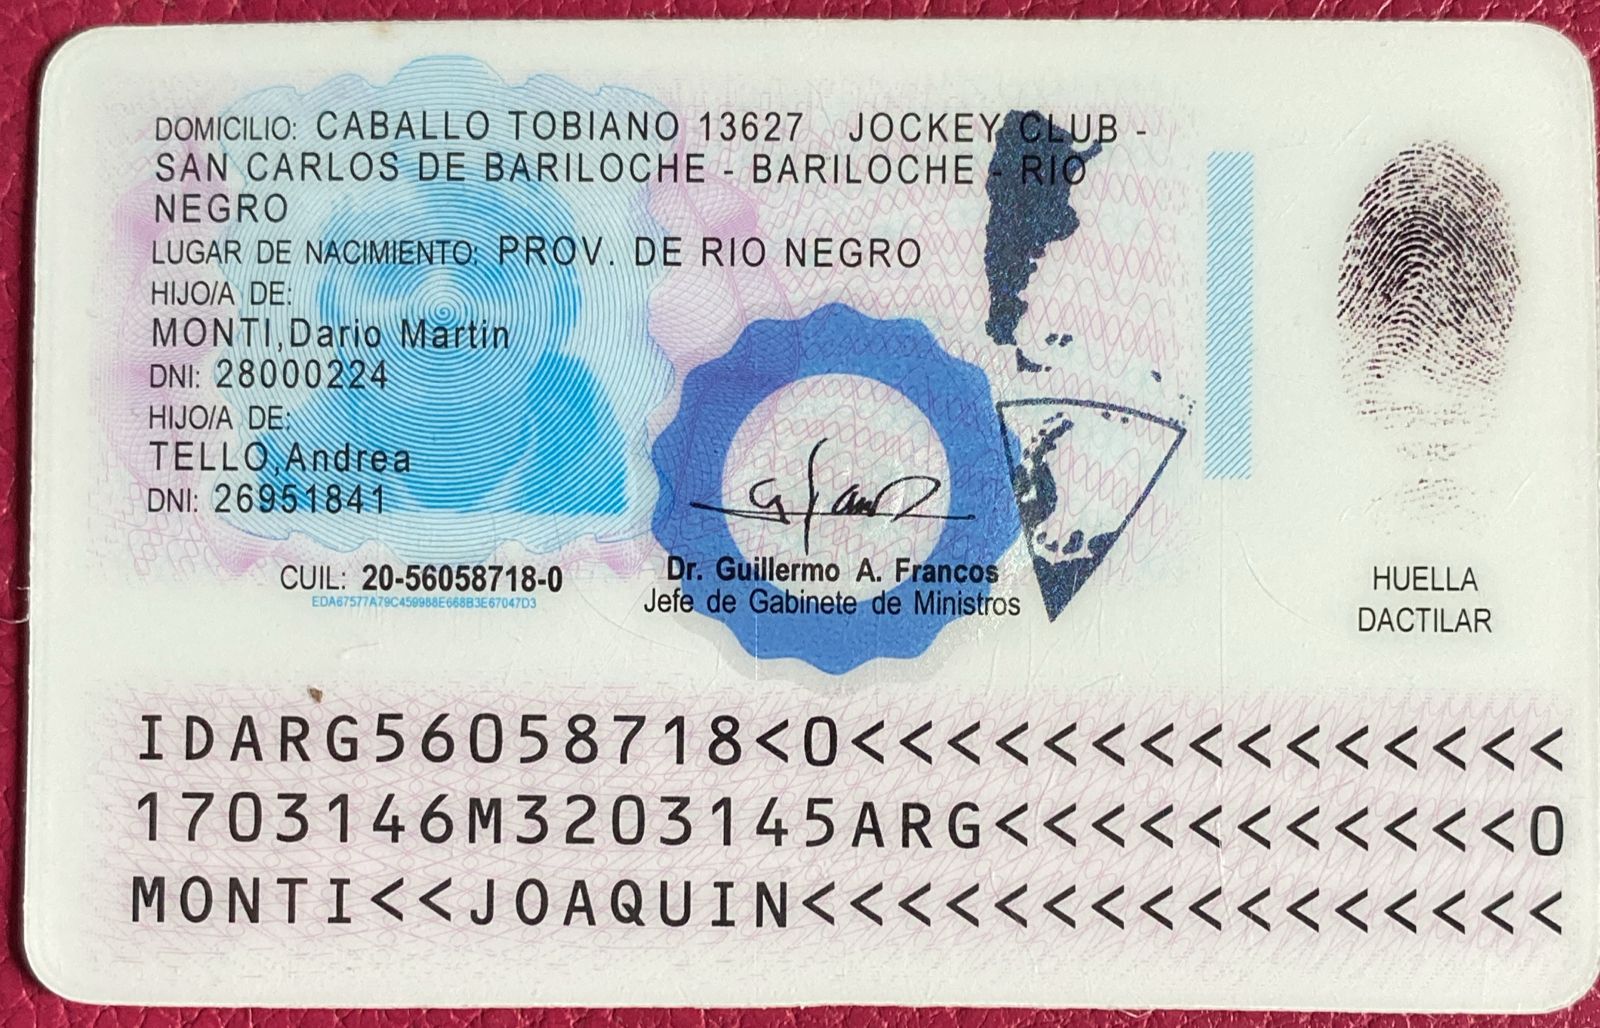 DOMICILIO: CABALLO TOBIANO 13627 JOCKEY CLUB -
SAN CARLOS DE BARILOCHE - BARILOCHE - RIO
NEGRO
LUGAR DE NACIMIENTO: PROV. DE RIO NEGRO
HIJO/A DE:
MONTI,Dario Martin
DNI: 28000224
HIJO/A DE:
TELLO,Andrea
DNI: 26951841
CUIL: 20-56058718-0
EDA67577A79C459988E668B3E67047D3
Dr. Guillermo A. Francos
Jefe de Gabinete de Ministros
HUELLA
DACTILAR
IDARG56058718<0<<<<<<<<<<<<<<<
1703146M3203145ARG<<<<<<<<<<<0
MONTI<<JOAQUIN<<<<<<<<<<<<<<<<